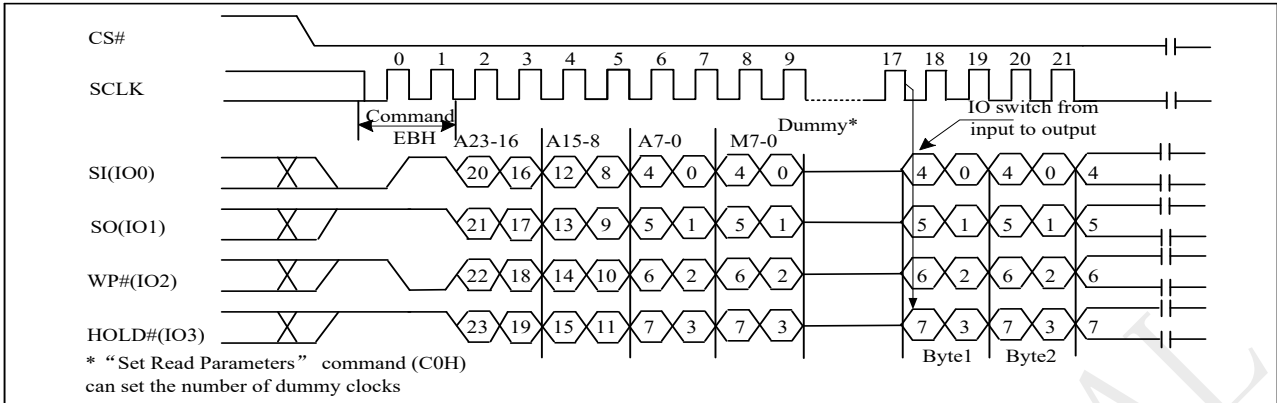 CS#
0 1 2 3 4 5 6 7 8 9 17 18 19 20 21
SCLK
Command
EBH
Dummy*
IO switch from
input to output
A23-16 A15-8 A7-0 M7-0
SI(IO0) 20 16 12 8 4 0 4 0 4 0 4 0 4
SO(IO1) 21 17 13 9 5 1 5 1 5 1 5 1 5
WP#(IO2) 22 18 14 10 6 2 6 2 6 2 6 2 6
HOLD#(IO3) 23 19 15 11 7 3 7 3 7 3 7 3 7
Byte1 Byte2
* “Set Read Parameters” command (C0H)
can set the number of dummy clocks